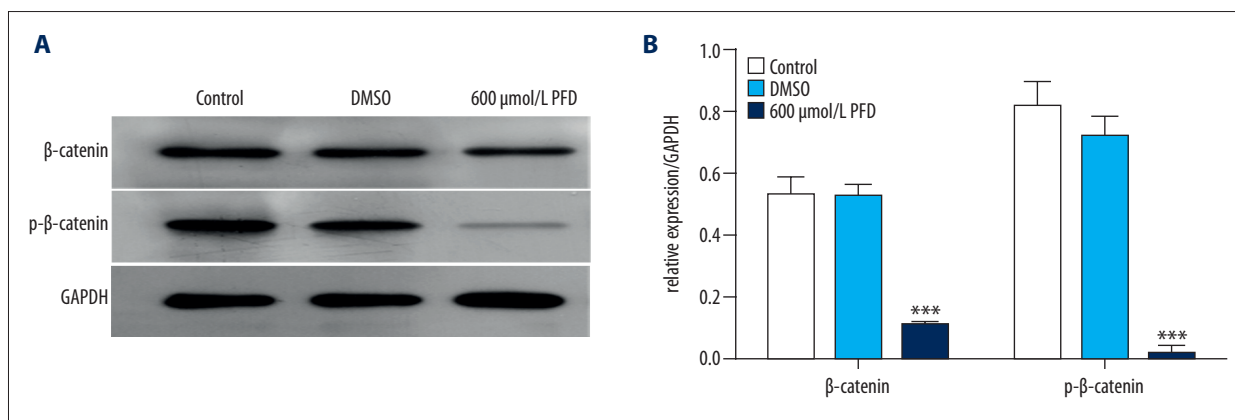 A
Control DMSO 600 µmol/L PFD
β-catenin
p-β-catenin
GAPDH
B
relative expression/GAPDH
1.0
0.8
0.6
0.4
0.2
0.0
Control
DMSO
600 µmol/L PFD
***
***
β-catenin p-β-catenin